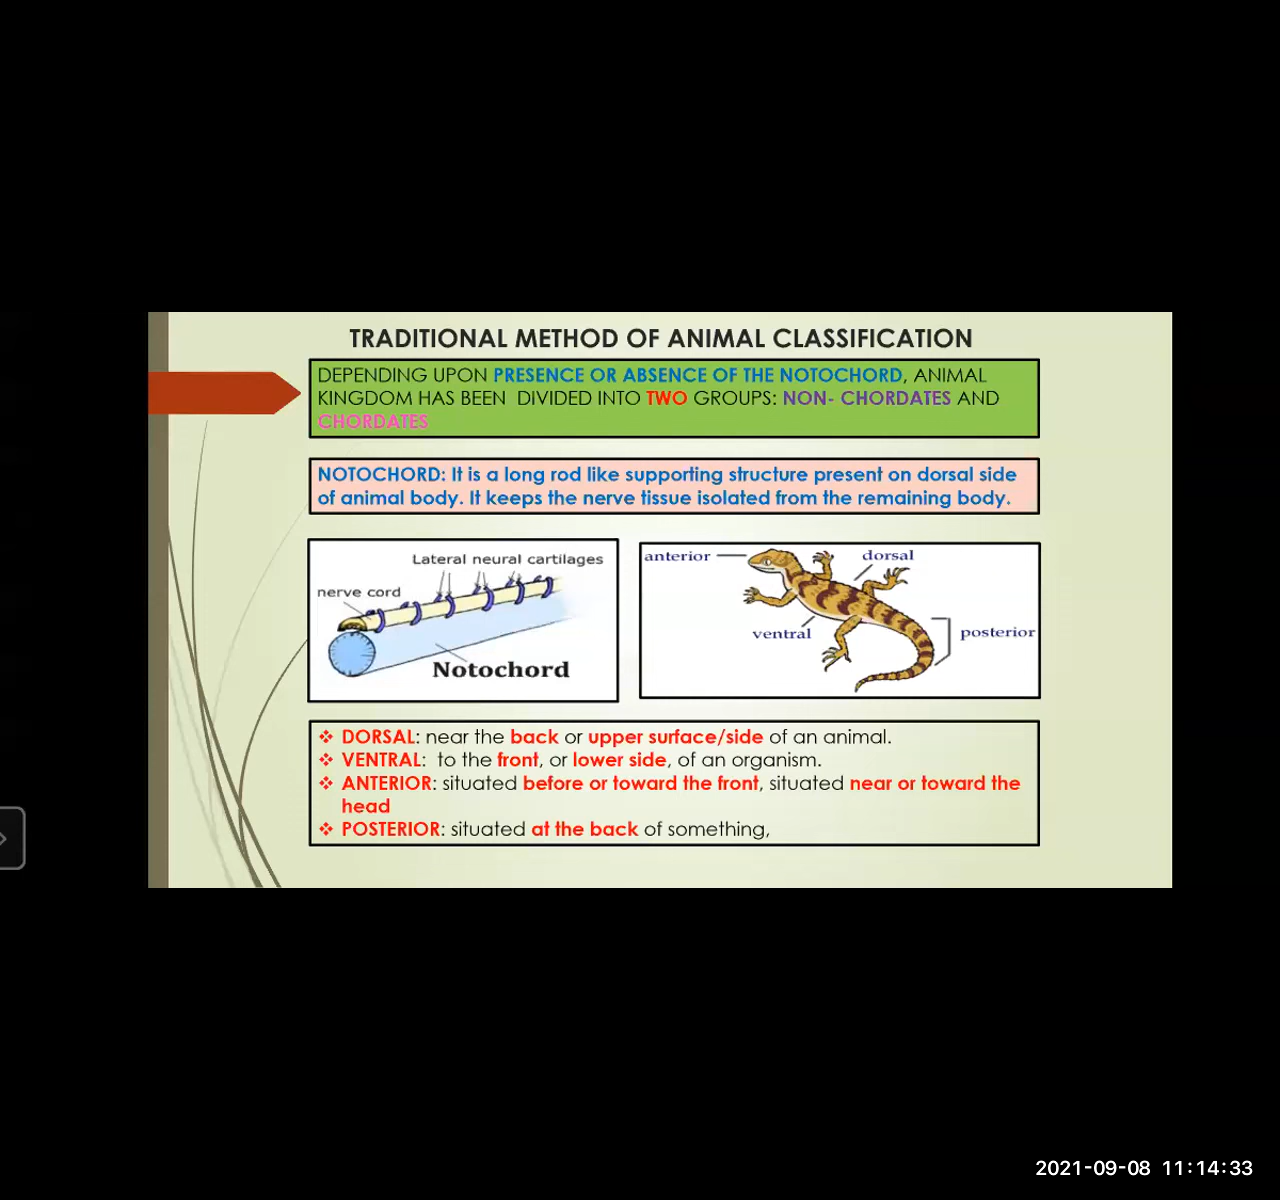 TRADITIONAL METHOD OF ANIMAL CLASSIFICATION
DEPENDING UPON PRESENCE OR ABSENCE OF THE NOTOCHORD, ANIMAL
KINGDOM HAS BEEN DIVIDED INTO TWO GROUPS: NON- CHORDATES AND
CHORDATES
NOTOCHORD: It is a long rod like supporting structure present on dorsal side
of animal body. It keeps the nerve tissue isolated from the remaining body.
Lateral neural cartilages
nerve cord
Notochord
anterior
dorsal
ventral
posterior
❖ DORSAL: near the back or upper surface/side of an animal.
❖ VENTRAL: to the front, or lower side, of an organism.
❖ ANTERIOR: situated before or toward the front, situated near or toward the
head
❖ POSTERIOR: situated at the back of something,
2021-09-08 11:14:33